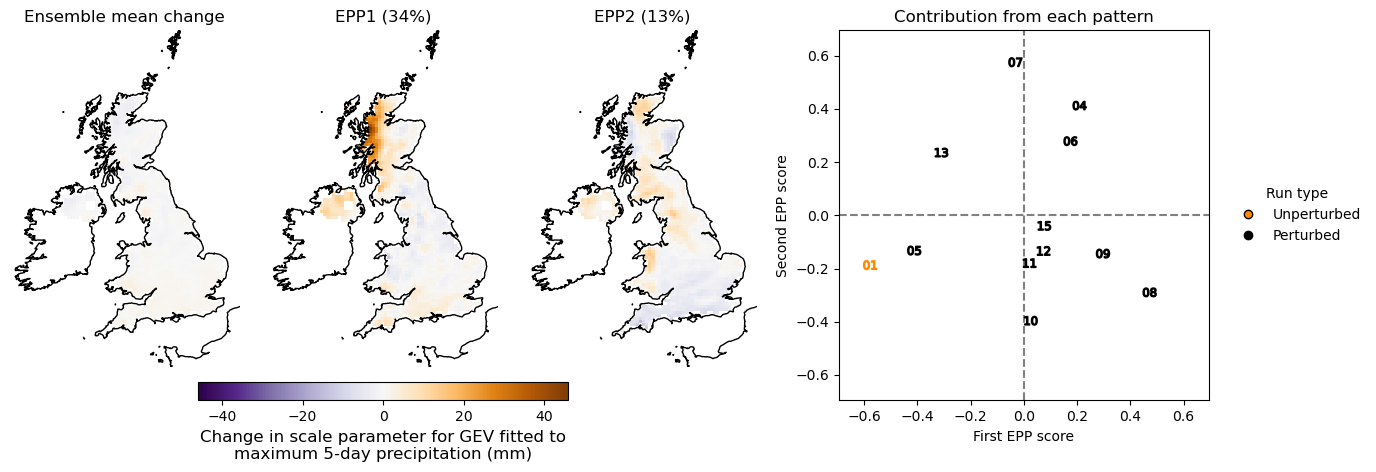 Ensemble mean change
EPP1 (34%)
EPP2 (13%)
Contribution from each pattern
−40
−20
0
20
40
Change in scale parameter for GEV fitted to
maximum 5-day precipitation (mm)
Second EPP score
0.6
0.4
0.2
0.0
−0.2
−0.4
−0.6
07
04
06
13
15
05
12
09
11
01
08
10
−0.6
−0.4
−0.2
0.0
0.2
0.4
0.6
First EPP score
Run type
Unperturbed
Perturbed